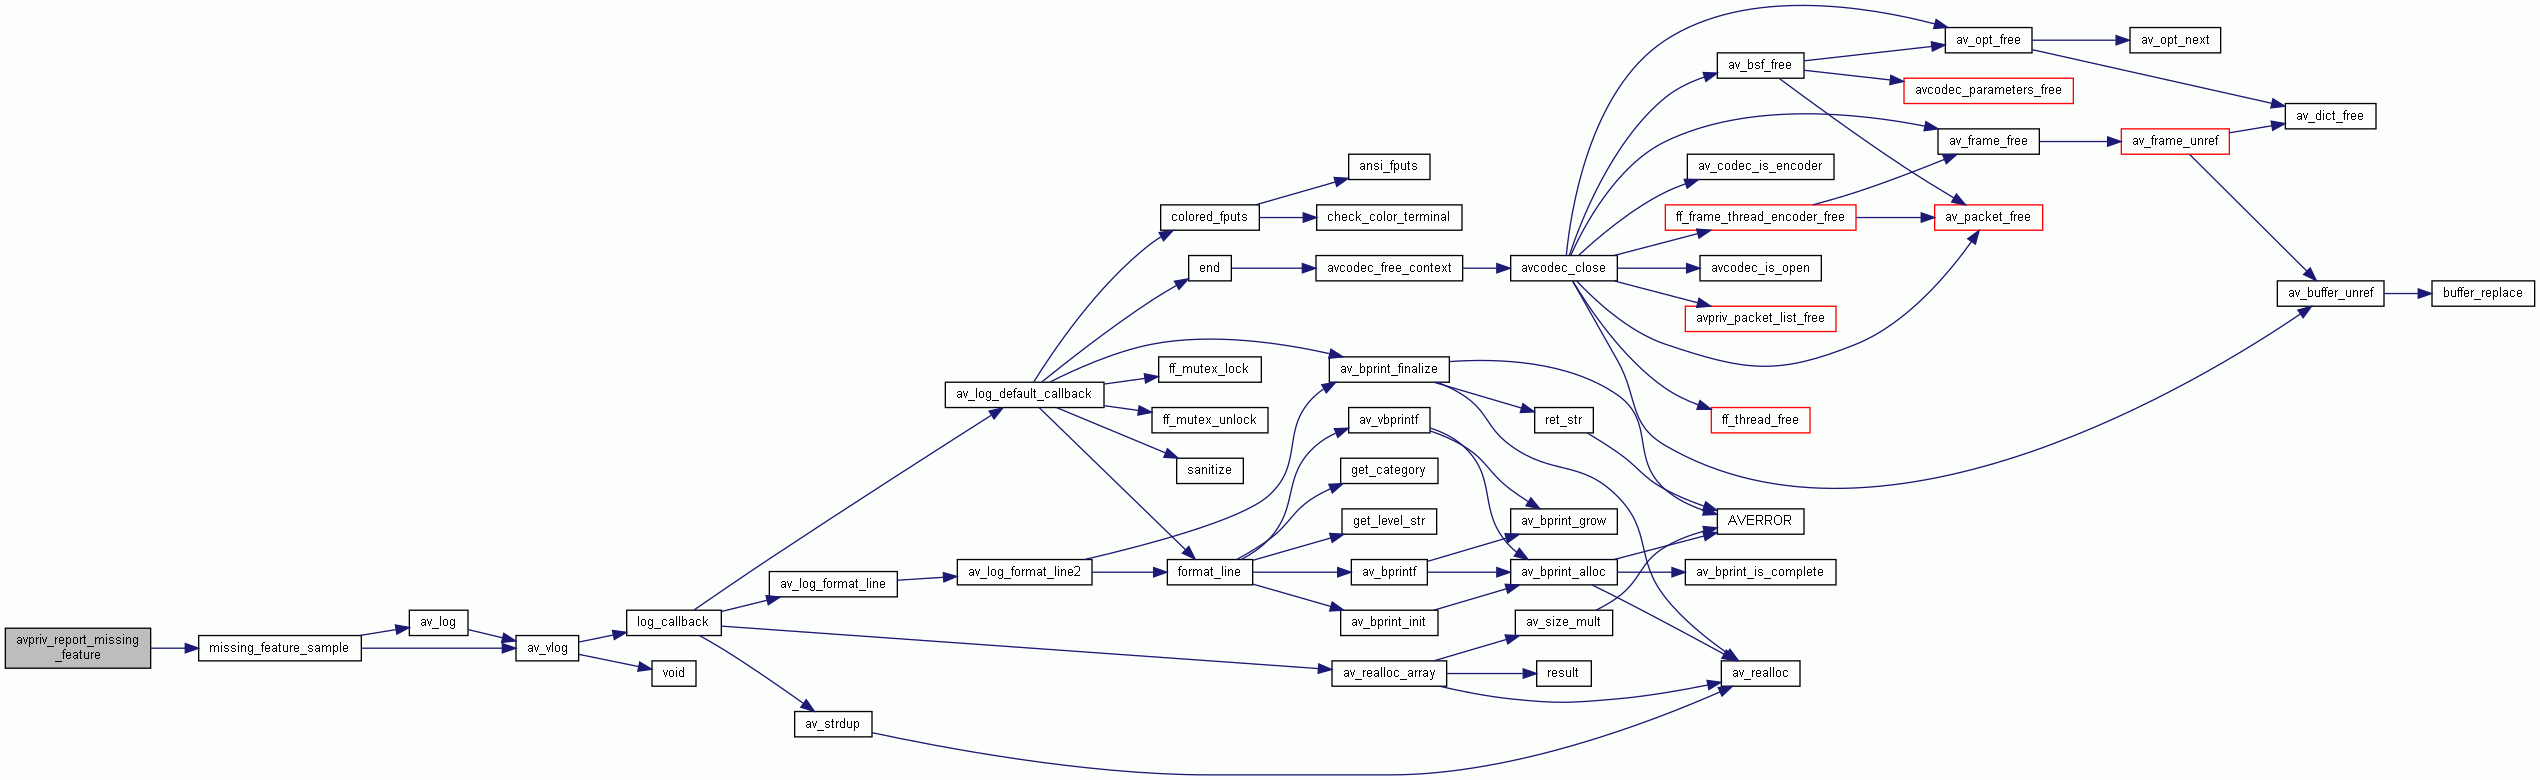 avpriv_report_missing
_feature
missing_feature_sample
av_log
av_vlog
log_callback
void
av_log_default_callback
av_log_format_line
av_log_format_line2
av_strdup
colored_fputs
end
ff_mutex_lock
ff_mutex_unlock
sanitize
format_line
ansi_fputs
check_color_terminal
avcodec_free_context
av_bprint_finalize
av_vbprintf
get_category
get_level_str
av_bprintf
av_bprint_init
av_realloc_array
avcodec_close
ret_str
av_bprint_grow
av_bprint_alloc
av_size_mult
result
av_bsf_free
av_codec_is_encoder
ff_frame_thread_encoder_free
avcodec_is_open
avpriv_packet_list_free
ff_thread_free
AVERROR
av_bprint_is_complete
av_realloc
av_opt_free
avcodec_parameters_free
av_frame_free
av_packet_free
av_opt_next
av_frame_unref
av_dict_free
av_buffer_unref
buffer_replace